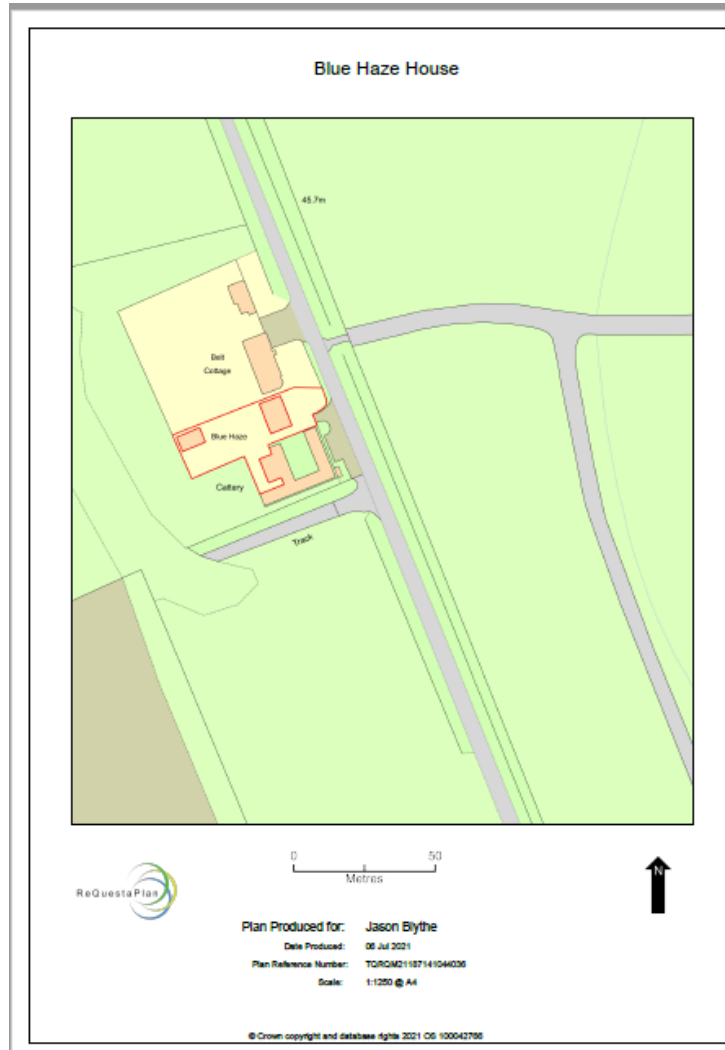 Blue Haze House
45.7m
Belt
Cottage
Blue Haze
Cattery
Track
0 50
Metres
N
ReQuestaPlan
Plan Produced for: Jason Blythe
Date Produced: 06 Jul 2021
Plan Reference Number: TQRQM21187141044036
Scale: 1:1250 @ A4
© Crown copyright and database rights 2021 OS 100042766